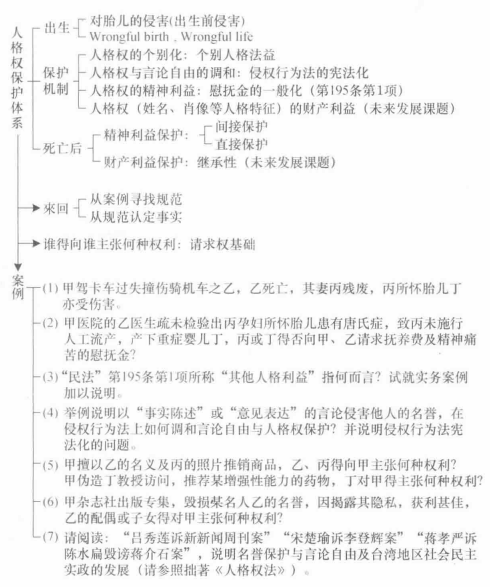 人格权保护体系
出生
对胎儿的侵害(出生前侵害)
Wrongful birth、Wrongful life
保护机制
人格权的个别化：个别人格法益
人格权与言论自由的调和：侵权行为法的宪法化
人格权的精神利益：慰抚金的一般化（第195条第1项）
人格权（姓名、肖像等人格特征）的财产利益（未来发展课题）
死亡后
精神利益保护：
间接保护
直接保护
财产利益保护：继承性（未来发展课题）
来回
从案例寻找规范
从规范认定事实
谁得向谁主张何种权利：请求权基础
案例
(1) 甲驾卡车过失撞伤骑机车之乙，乙死亡，其妻丙残废，丙所怀胎儿丁
亦受伤害。
(2) 甲医院的乙医生疏未检验出丙孕妇所怀胎儿患有唐氏症，致丙未施行
人工流产，产下重症婴儿丁，丙或丁得否向甲、乙请求抚养费及精神痛
苦的慰抚金？
(3)“民法”第195条第1项所称“其他人格利益”指何而言？试就实务案例
加以说明。
(4) 举例说明以“事实陈述”或“意见表达”的言论侵害他人的名誉，在
侵权行为法上如何调和言论自由与人格权保护？并说明侵权行为法宪
法化的问题。
(5) 甲擅以乙的名义及丙的照片推销商品，乙、丙得向甲主张何种权利？
甲伪造丁教授访问，推荐某增强性能力的药物，丁对甲得主张何种权利？
(6) 甲杂志社出版专集，毁损某名人乙的名誉，因揭露其隐私，获利甚佳，
乙的配偶或子女得对甲主张何种权利？
(7) 请阅读：“吕秀莲诉新新闻周刊案”“宋楚瑜诉李登辉案”“蒋孝严诉
陈水扁毁谤蒋介石案”，说明名誉保护与言论自由及台湾地区社会民主
实政的发展（请参照拙著《人格权法》）。